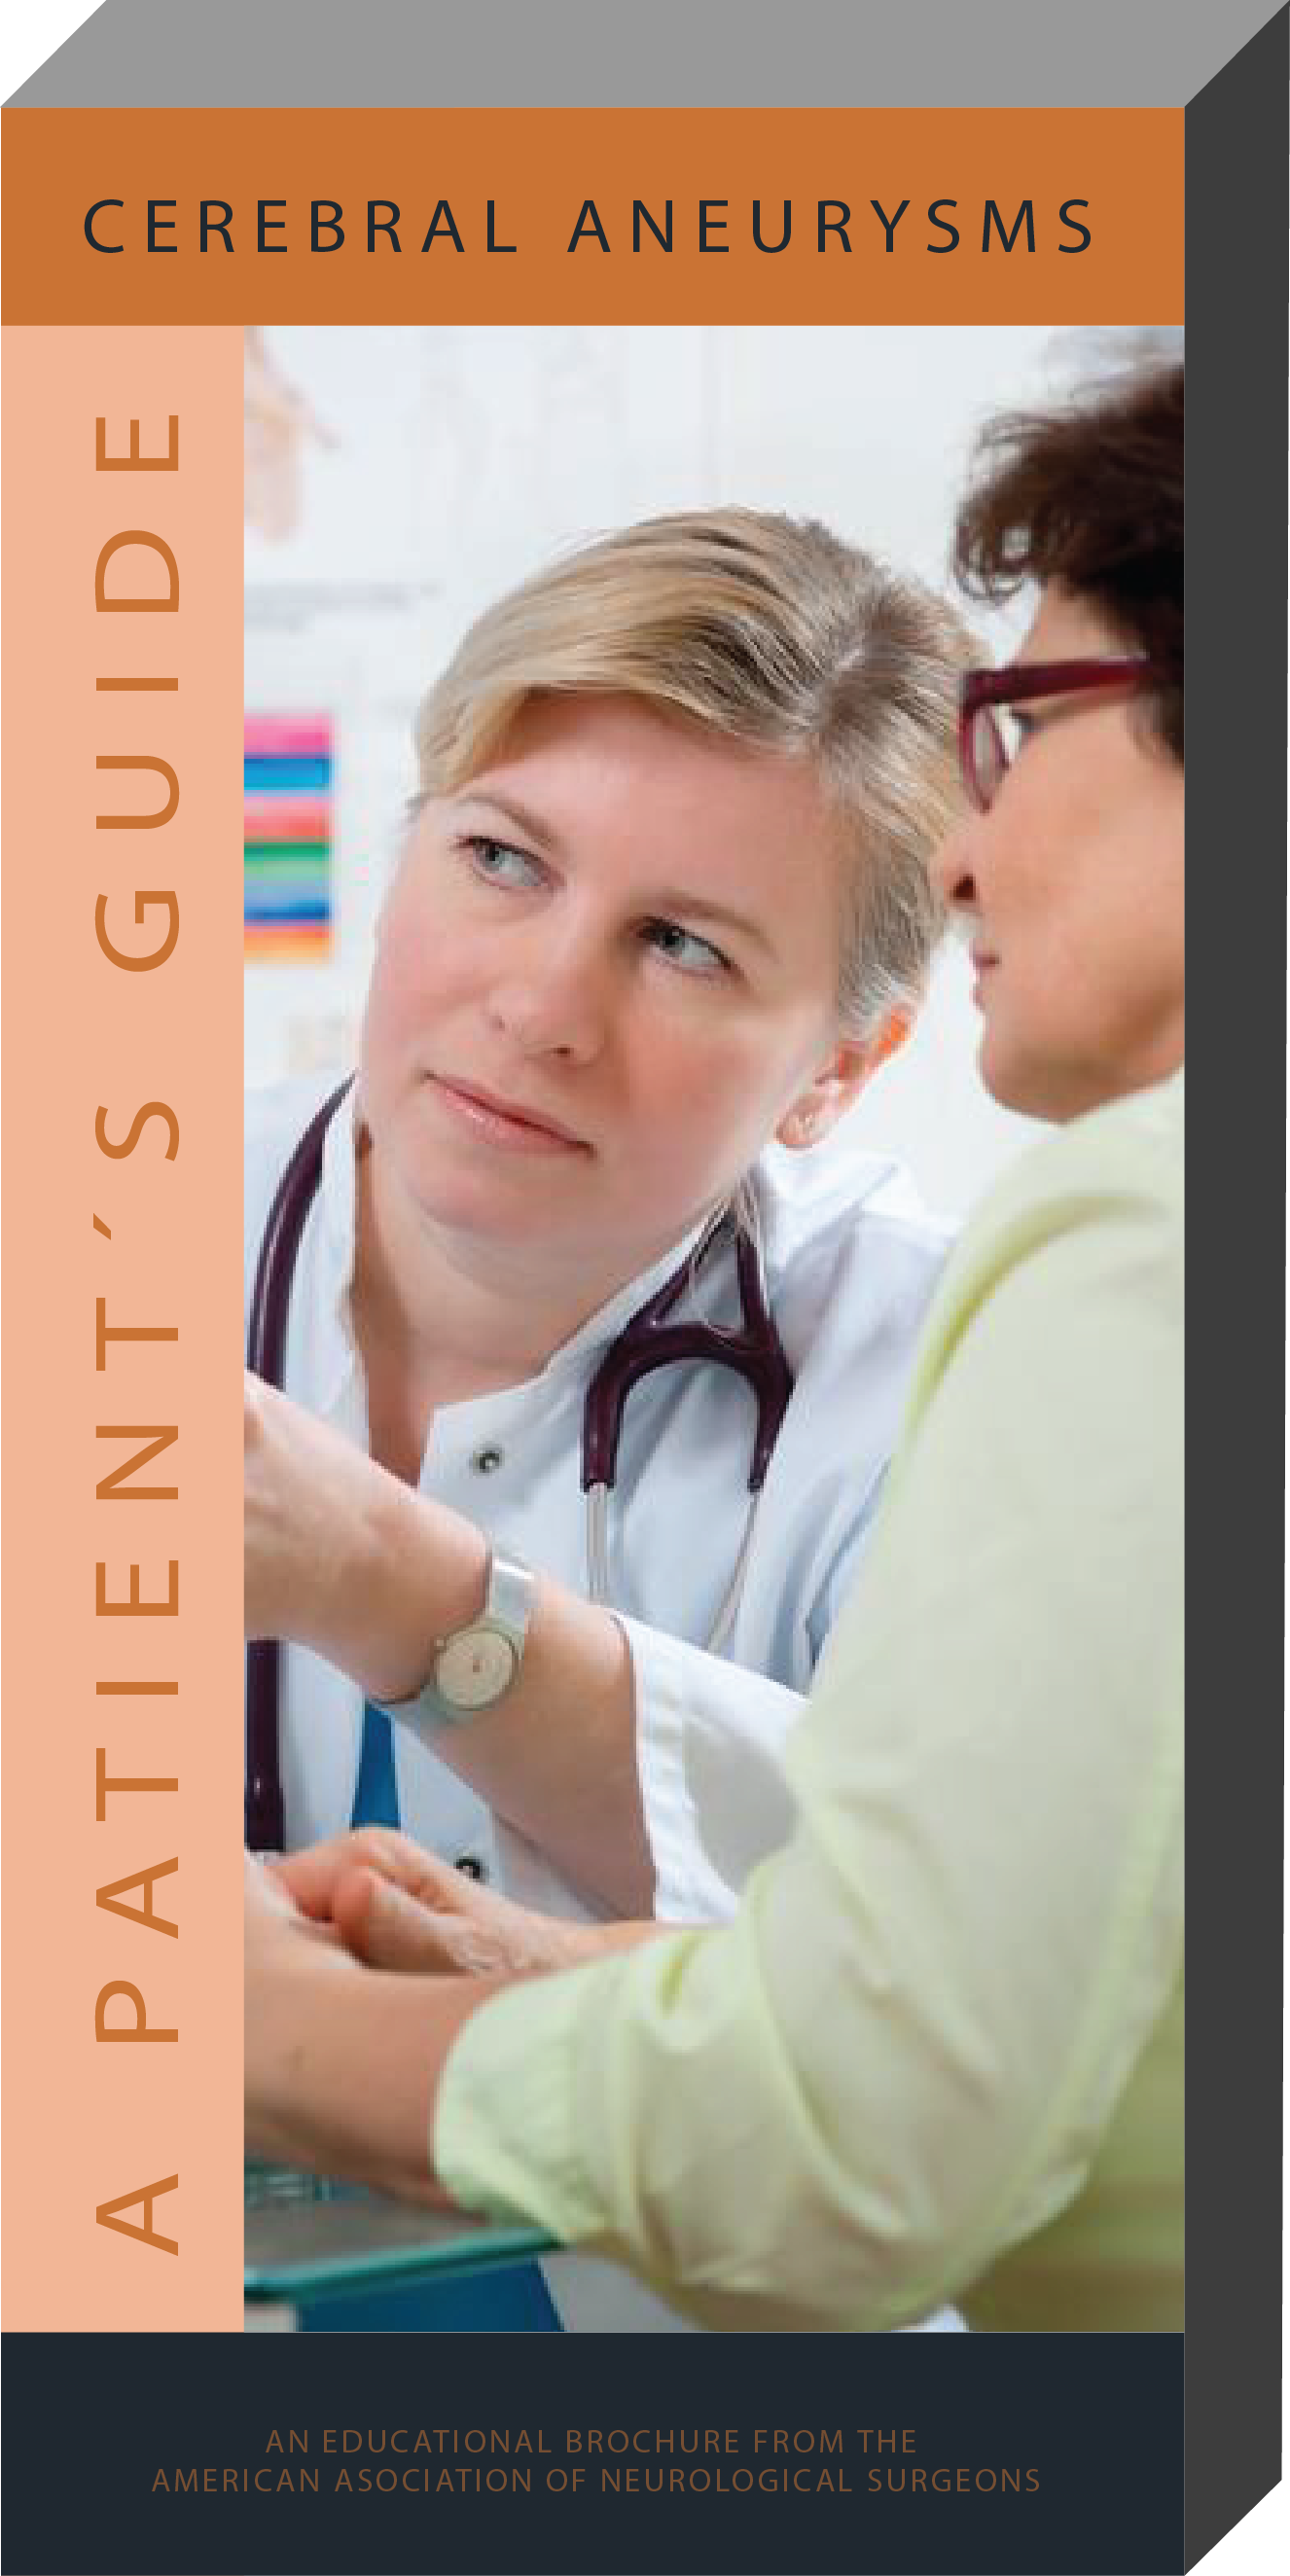 CEREBRAL ANEURYSMS
A PATIENT´S GUIDE
AN EDUCATIONAL BROCHURE FROM THE
AMERICAN ASOCIATION OF NEUROLOGICAL SURGEONS